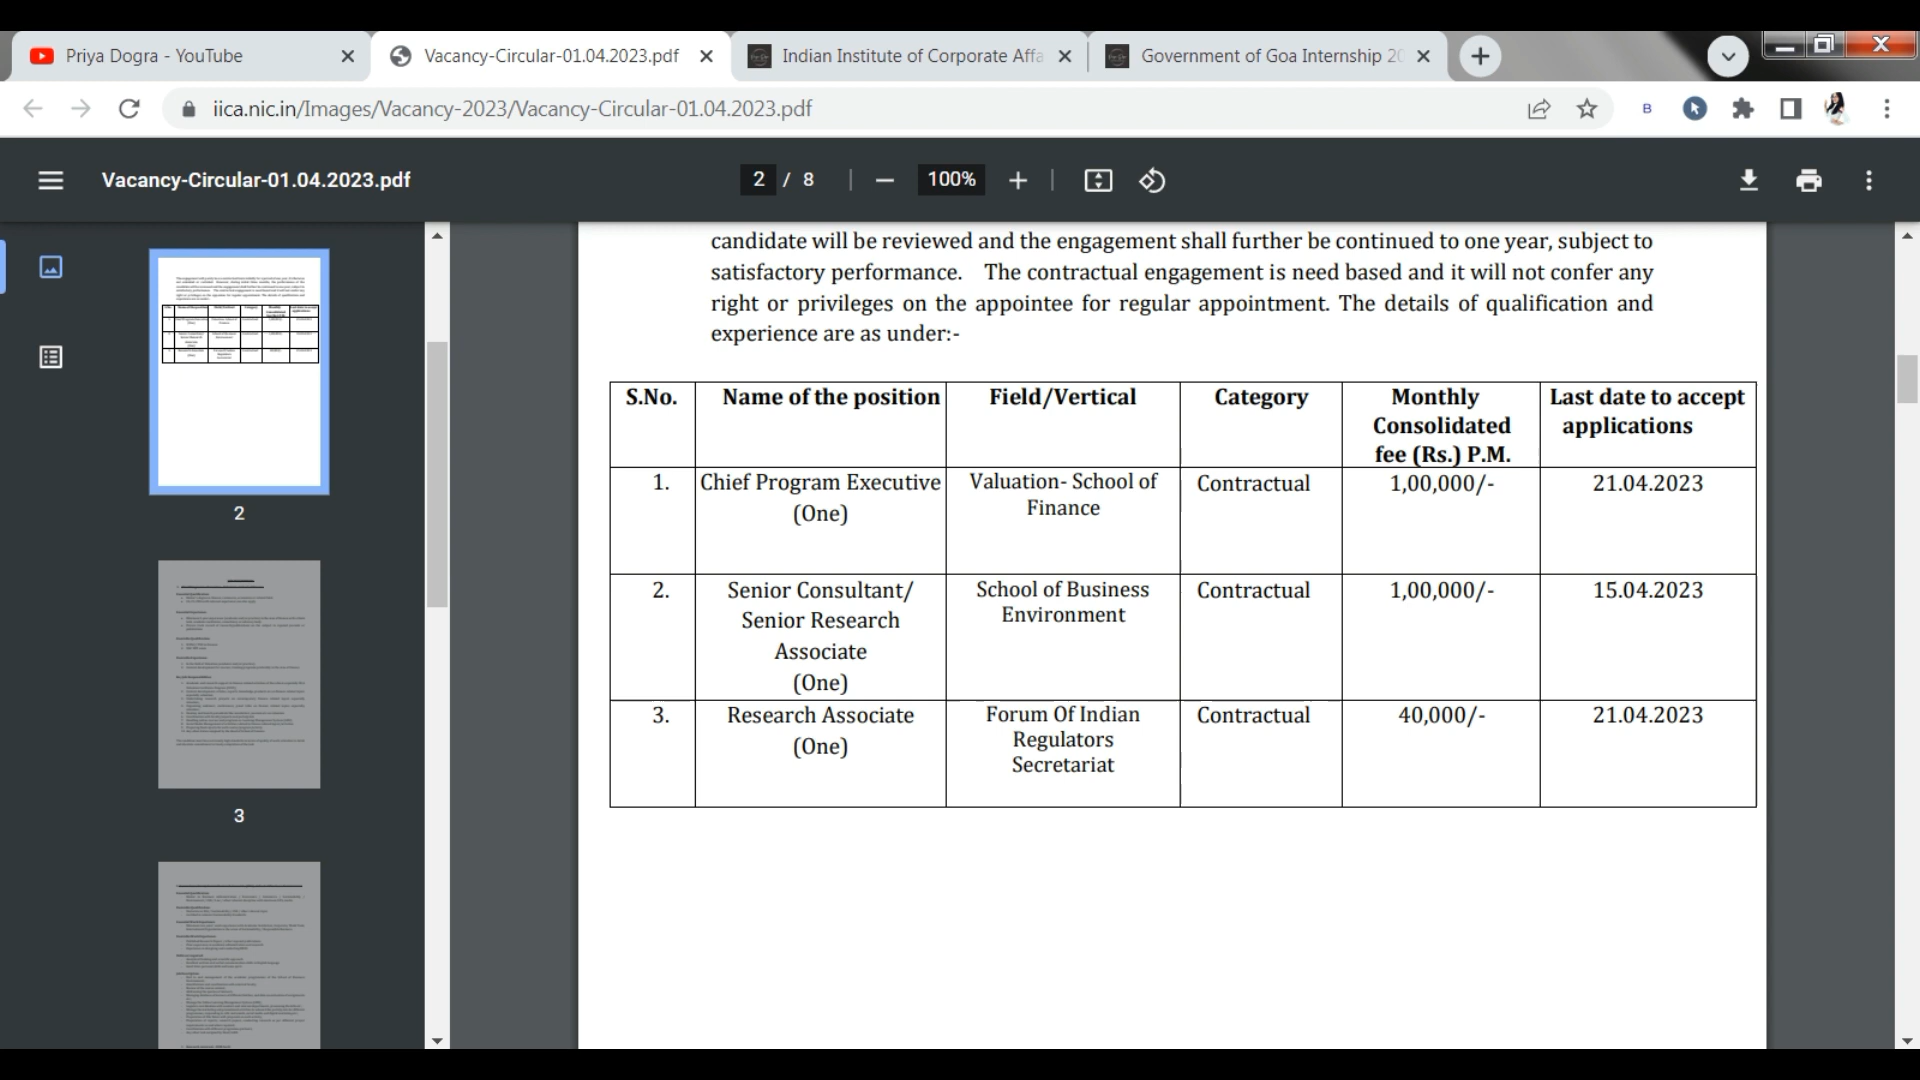 Priya Dogra - YouTube
Vacancy-Circular-01.04.2023.pdf
Indian Institute of Corporate Affa
Government of Goa Internship 20
iica.nic.in/Images/Vacancy-2023/Vacancy-Circular-01.04.2023.pdf
B
Vacancy-Circular-01.04.2023.pdf
2 / 8
100%
2
3
candidate will be reviewed and the engagement shall further be continued to one year, subject to
satisfactory performance. The contractual engagement is need based and it will not confer any
right or privileges on the appointee for regular appointment. The details of qualification and
experience are as under:-
S.No. Name of the position Field/Vertical Category Monthly Consolidated fee (Rs.) P.M. Last date to accept applications
1. Chief Program Executive (One) Valuation- School of Finance Contractual 1,00,000/- 21.04.2023
2. Senior Consultant/ Senior Research Associate (One) School of Business Environment Contractual 1,00,000/- 15.04.2023
3. Research Associate (One) Forum Of Indian Regulators Secretariat Contractual 40,000/- 21.04.2023